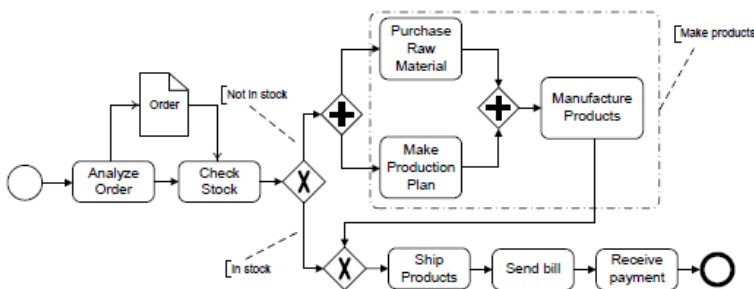 Purchase
Raw
Material
Make products
Not In stock
Order
Manufacture
Products
Make
Production
Plan
Analyze
Order
Check
Stock
X
In stock
X
Ship
Products
Send bill
Receive
payment